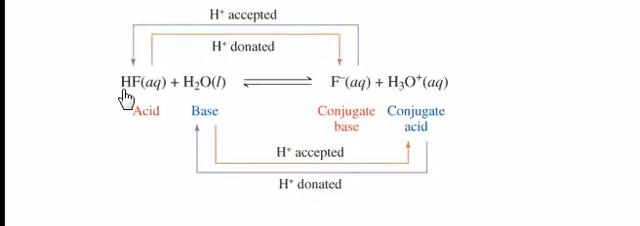 H⁺ accepted
H⁺ donated
HF(aq) + H₂O(l) ⇌ F⁻(aq) + H₃O⁺(aq)
Acid Base Conjugate base Conjugate acid
H⁺ accepted
H⁺ donated